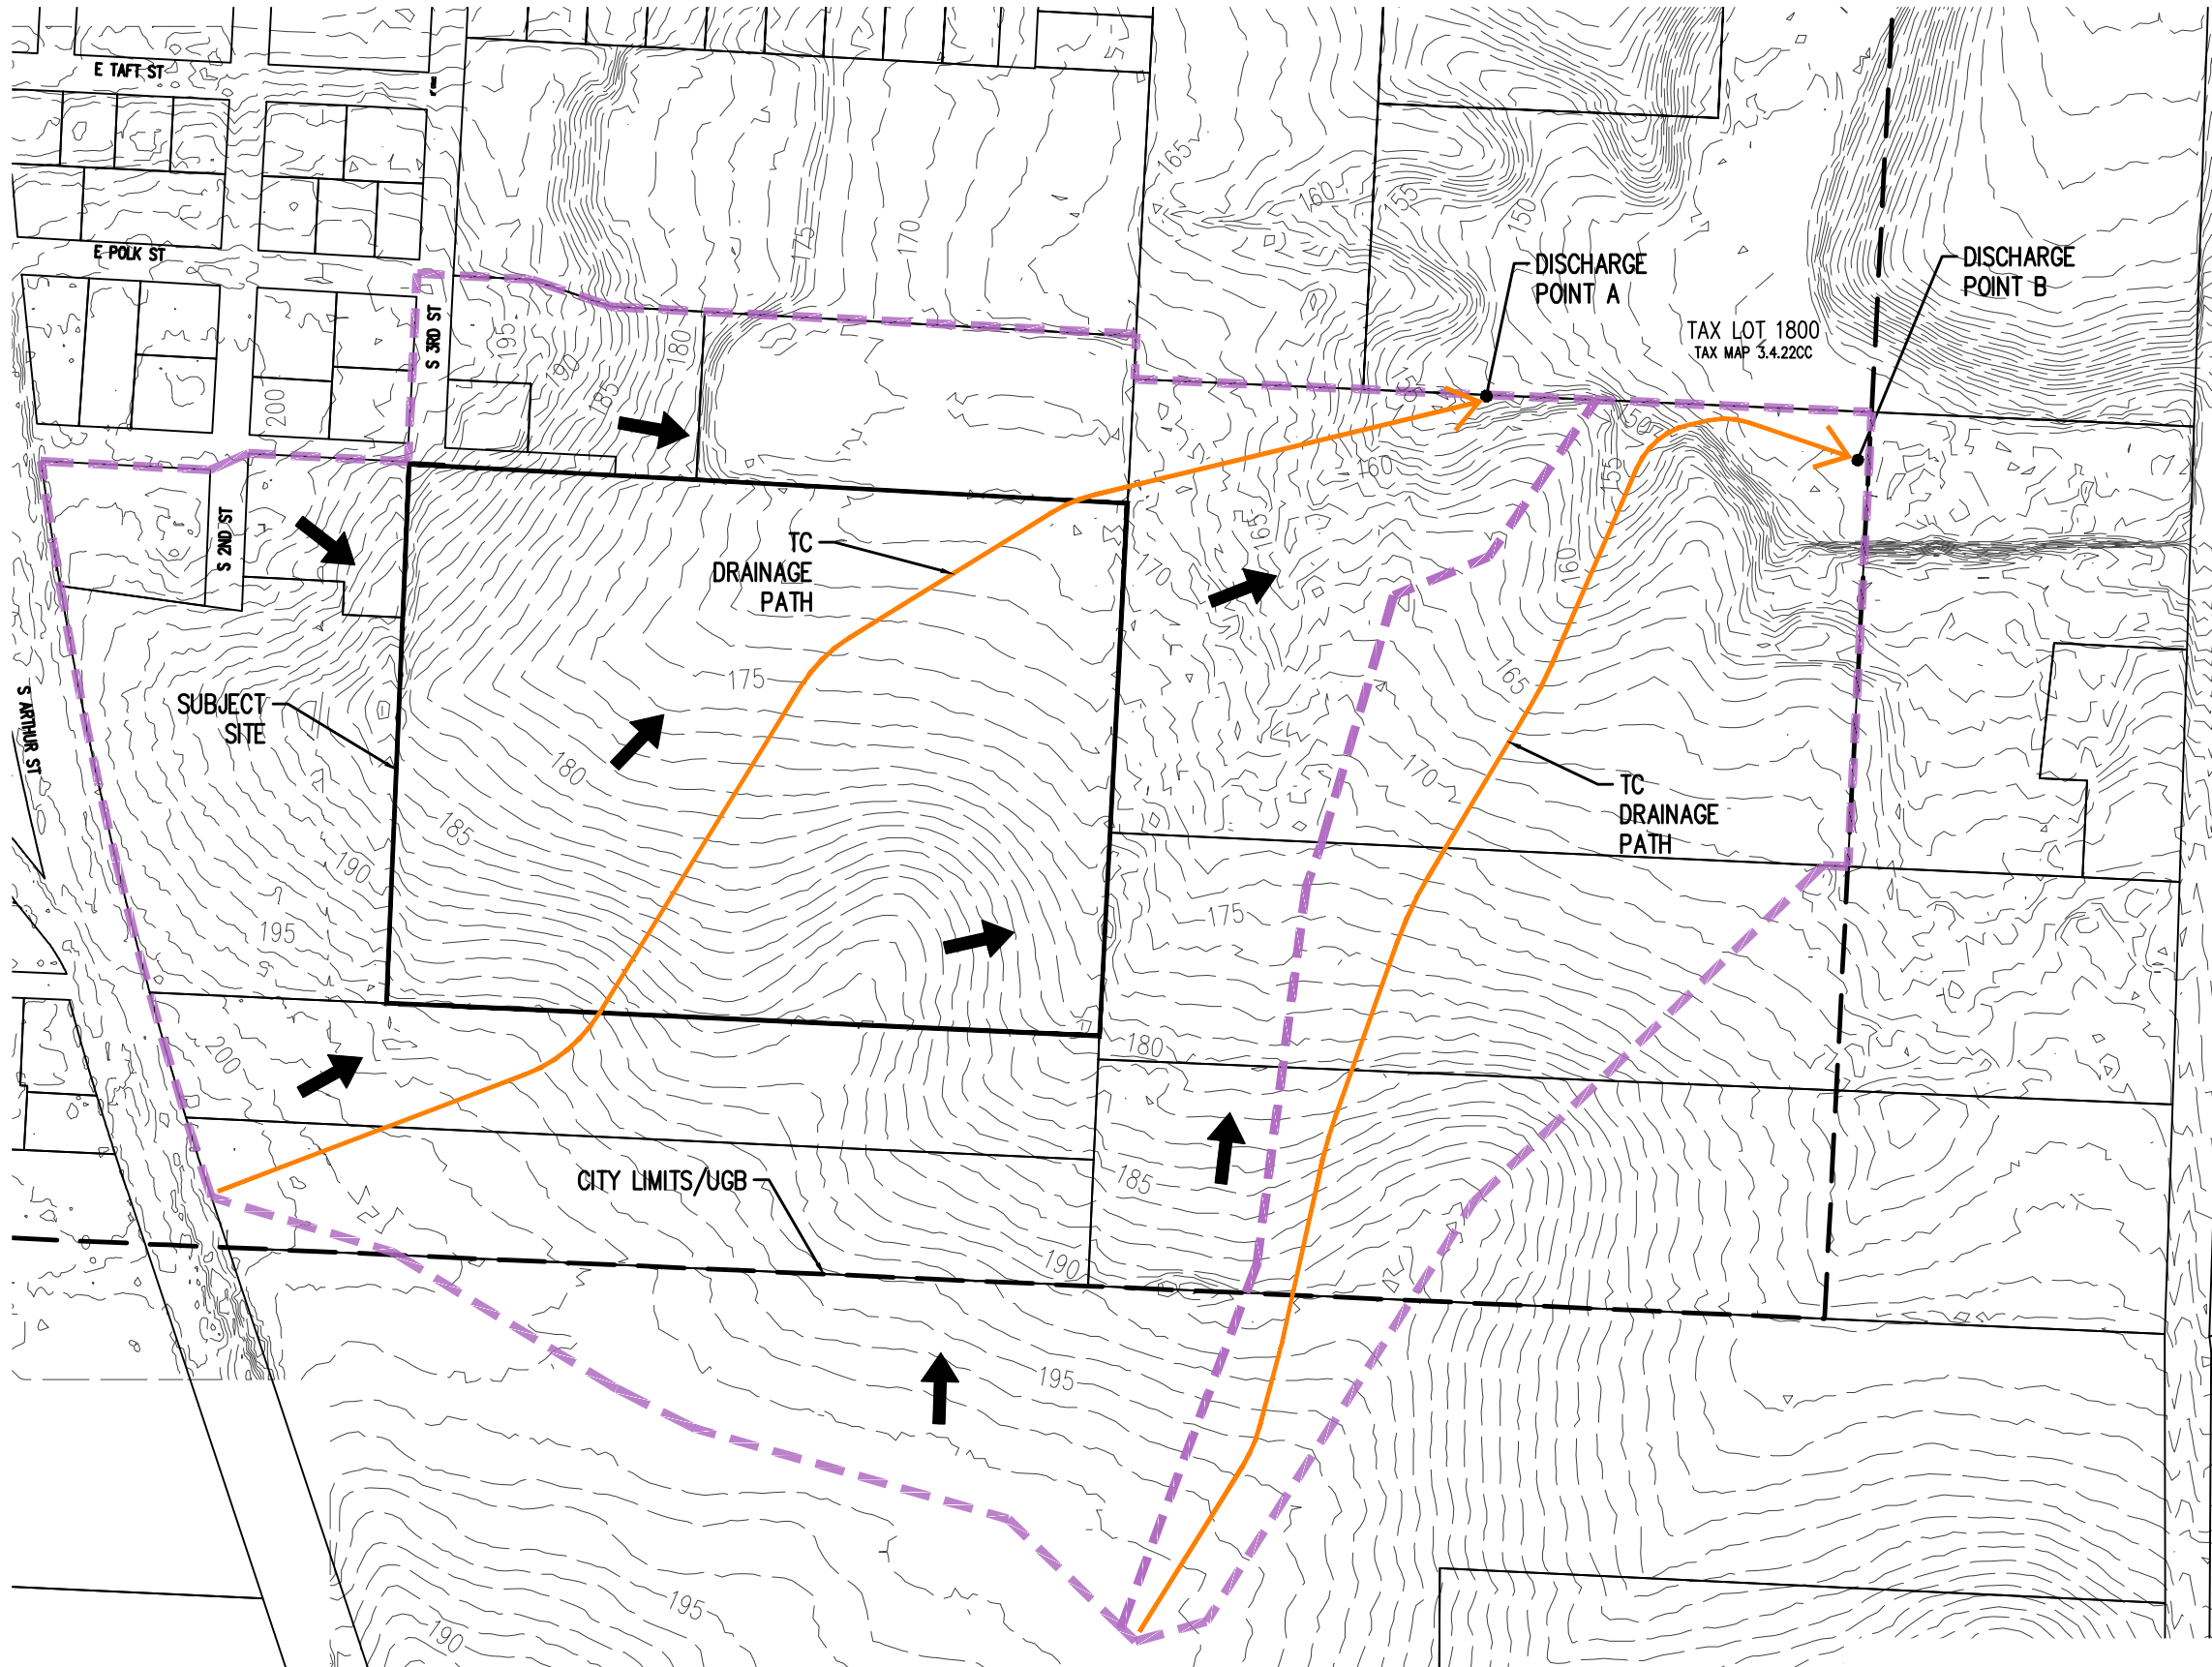 E TAFT ST
165
160
155
150
E POLK ST
175
170
DISCHARGE
POINT A
DISCHARGE
POINT B
TAX LOT 1800
TAX MAP 3.4.22CC
S 3RD ST
195
190
185
180
200
150
160
155
S 2ND ST
165
170
60
TC
DRAINAGE
PATH
175
165
SUBJECT
SITE
S ARTHUR ST
180
170
TC
DRAINAGE
PATH
185
190
195
175
200
180
185
CITY LIMITS/UGB
190
195
195
190